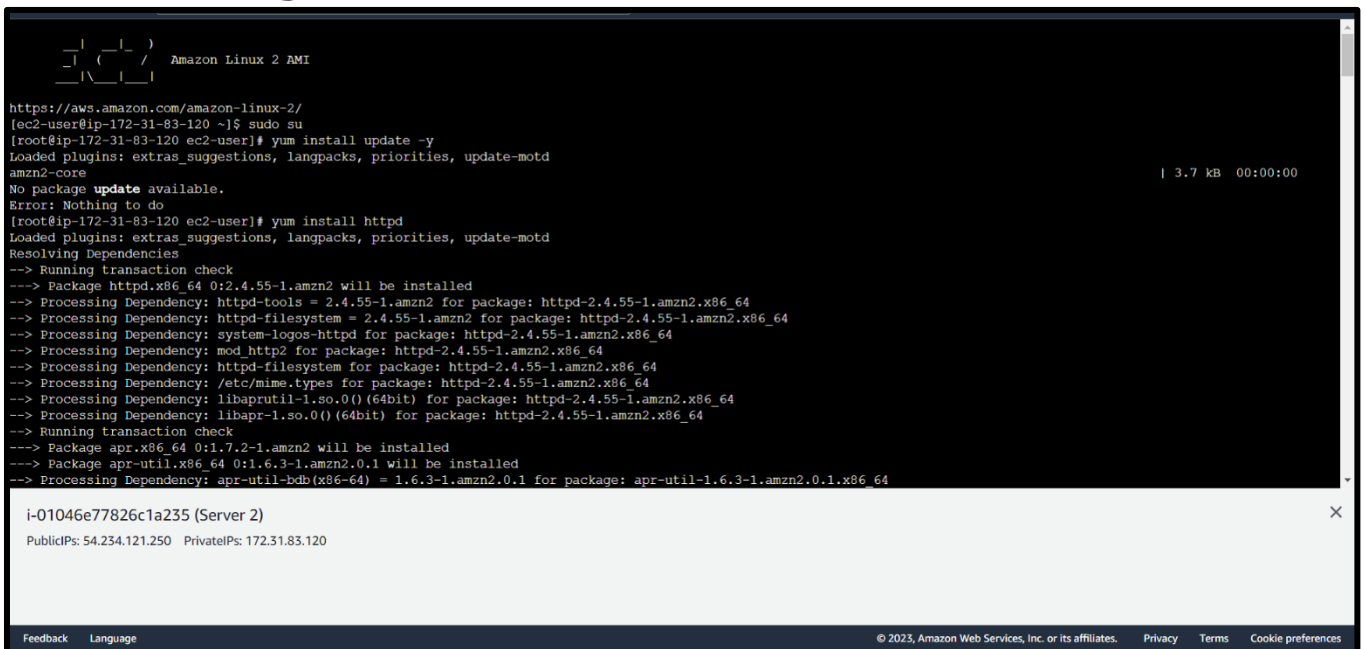 Amazon Linux 2 AMI
https://aws.amazon.com/amazon-linux-2/
[ec2-user@ip-172-31-83-120 ~]$ sudo su
[root@ip-172-31-83-120 ec2-user]# yum install update -y
Loaded plugins: extras_suggestions, langpacks, priorities, update-motd
amzn2-core | 3.7 kB 00:00:00
No package update available.
Error: Nothing to do
[root@ip-172-31-83-120 ec2-user]# yum install httpd
Loaded plugins: extras_suggestions, langpacks, priorities, update-motd
Resolving Dependencies
--> Running transaction check
---> Package httpd.x86_64 0:2.4.55-1.amzn2 will be installed
--> Processing Dependency: httpd-tools = 2.4.55-1.amzn2 for package: httpd-2.4.55-1.amzn2.x86_64
--> Processing Dependency: httpd-filesystem = 2.4.55-1.amzn2 for package: httpd-2.4.55-1.amzn2.x86_64
--> Processing Dependency: system-logos-httpd for package: httpd-2.4.55-1.amzn2.x86_64
--> Processing Dependency: mod_http2 for package: httpd-2.4.55-1.amzn2.x86_64
--> Processing Dependency: httpd-filesystem for package: httpd-2.4.55-1.amzn2.x86_64
--> Processing Dependency: /etc/mime.types for package: httpd-2.4.55-1.amzn2.x86_64
--> Processing Dependency: libaprutil-1.so.0()(64bit) for package: httpd-2.4.55-1.amzn2.x86_64
--> Processing Dependency: libapr-1.so.0()(64bit) for package: httpd-2.4.55-1.amzn2.x86_64
--> Running transaction check
---> Package apr.x86_64 0:1.7.2-1.amzn2 will be installed
---> Package apr-util.x86_64 0:1.6.3-1.amzn2.0.1 will be installed
--> Processing Dependency: apr-util-bdb(x86-64) = 1.6.3-1.amzn2.0.1 for package: apr-util-1.6.3-1.amzn2.0.1.x86_64
i-01046e77826c1a235 (Server 2)
PublicIPs: 54.234.121.250 PrivateIPs: 172.31.83.120
Feedback Language © 2023, Amazon Web Services, Inc. or its affiliates. Privacy Terms Cookie preferences